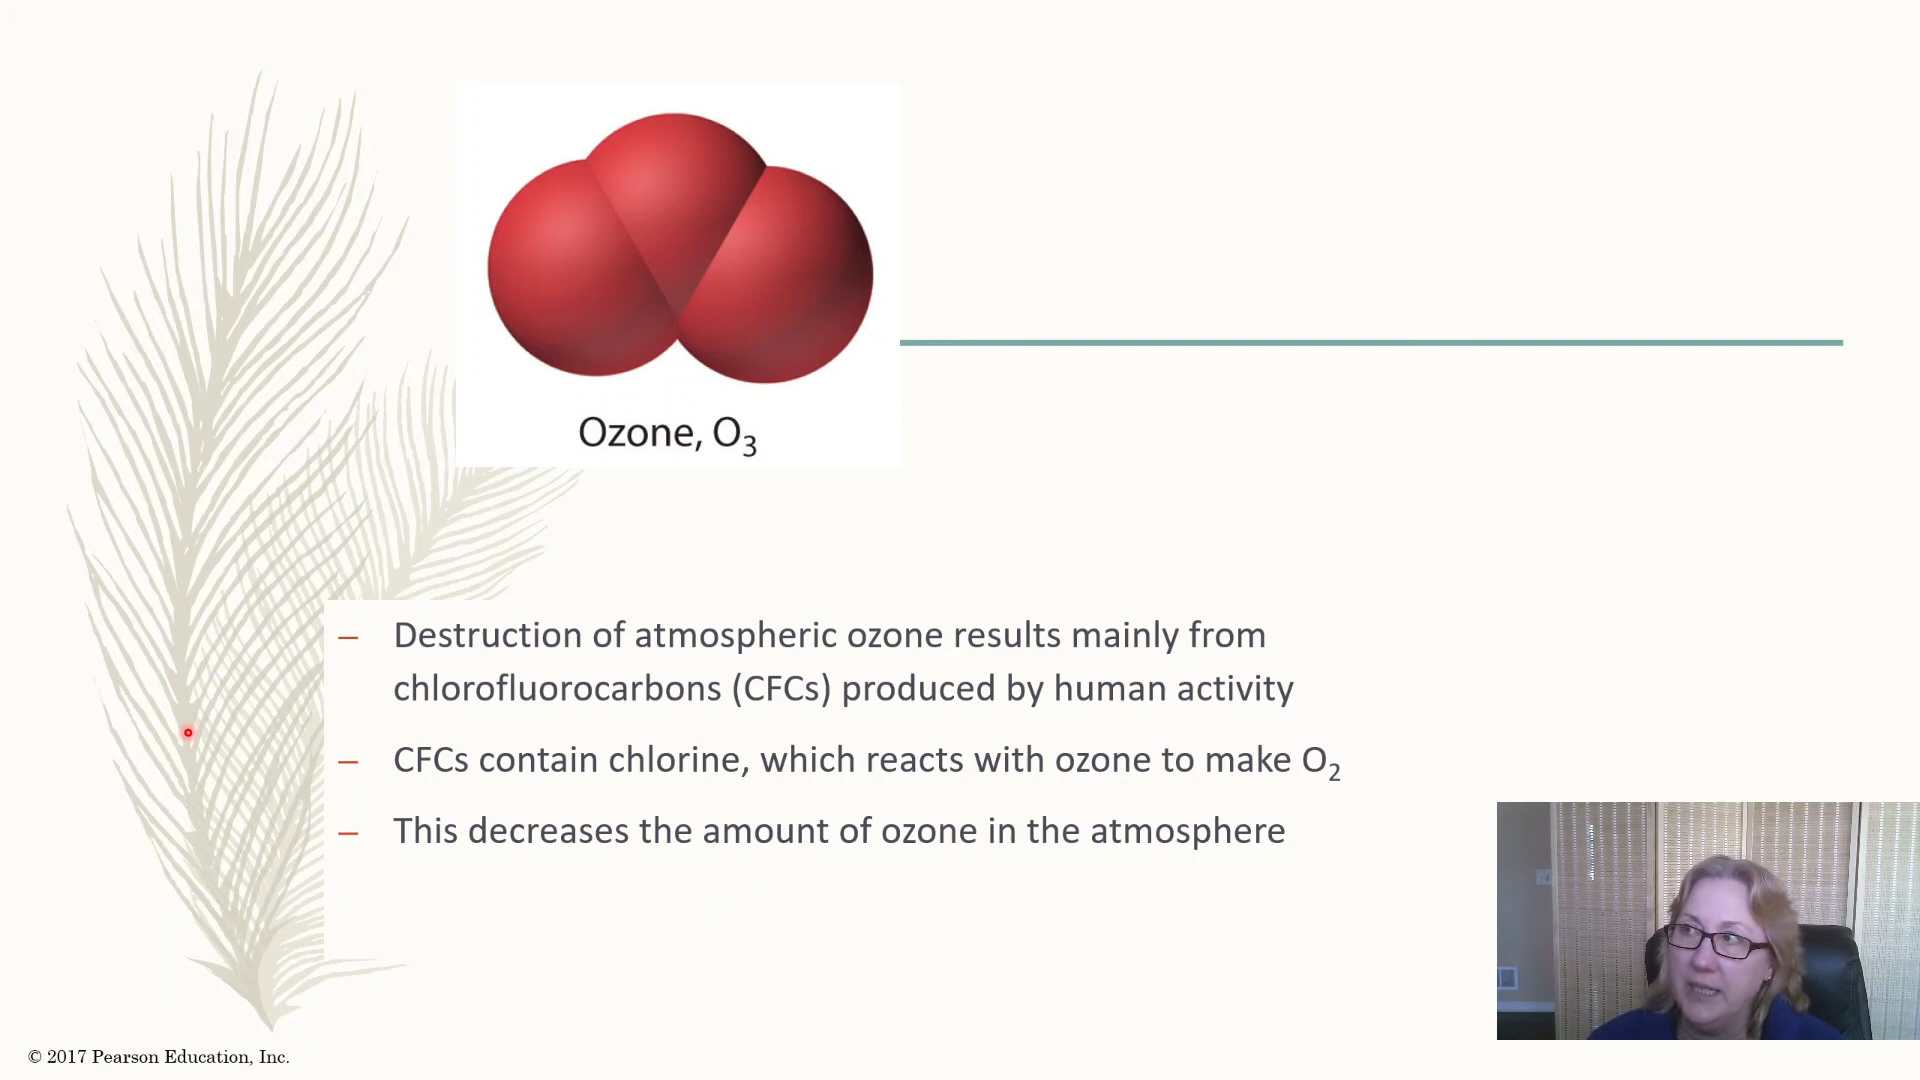 Ozone, O₃
– Destruction of atmospheric ozone results mainly from
chlorofluorocarbons (CFCs) produced by human activity
– CFCs contain chlorine, which reacts with ozone to make O₂
– This decreases the amount of ozone in the atmosphere
© 2017 Pearson Education, Inc.